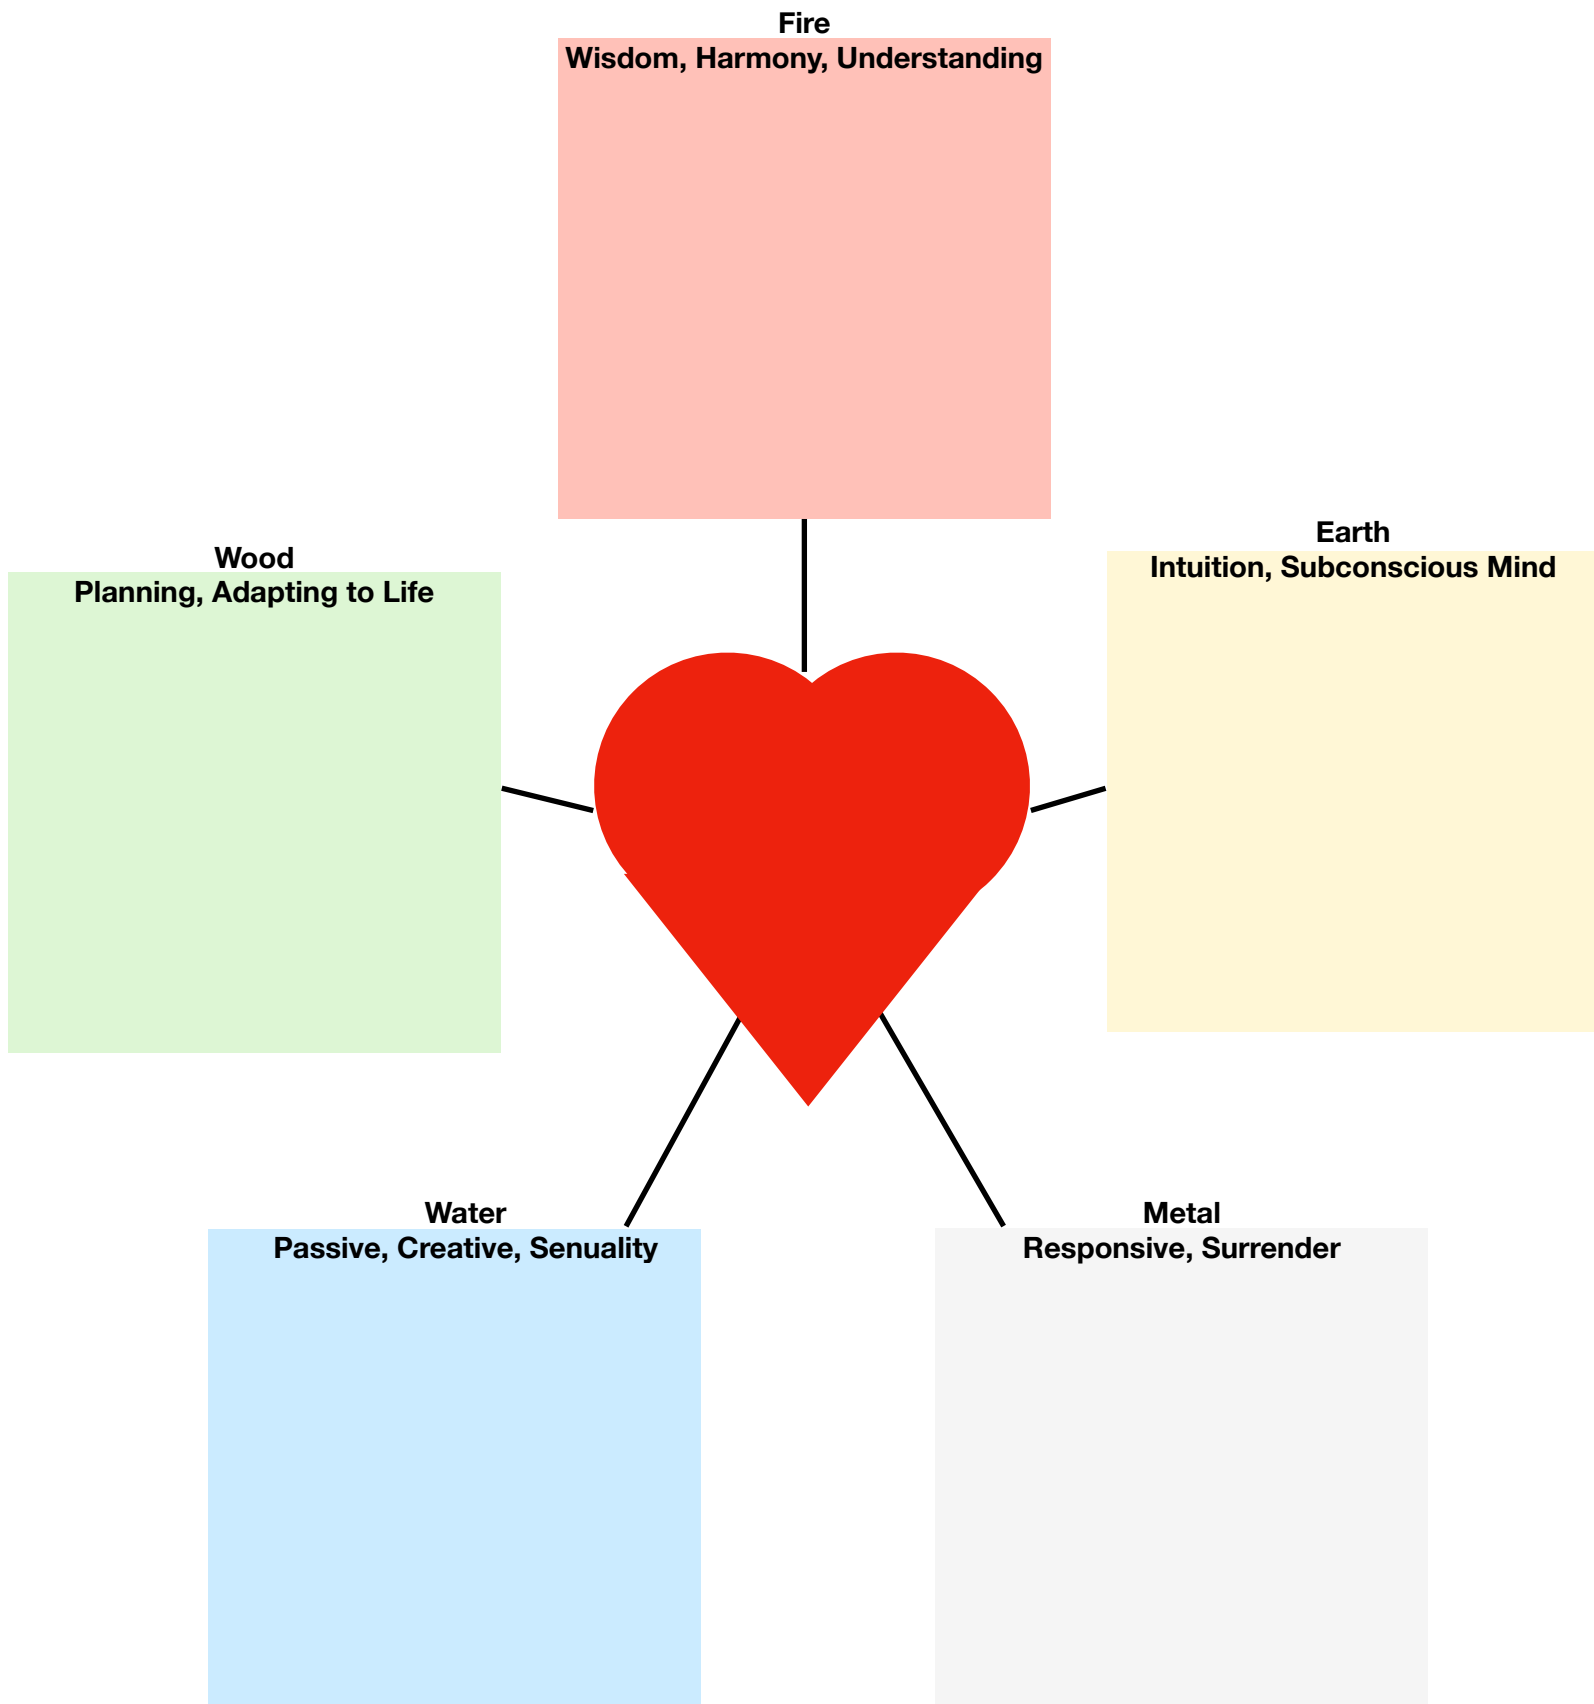 Fire
Wisdom, Harmony, Understanding
Wood
Planning, Adapting to Life
Earth
Intuition, Subconscious Mind
Water
Passive, Creative, Senuality
Metal
Responsive, Surrender